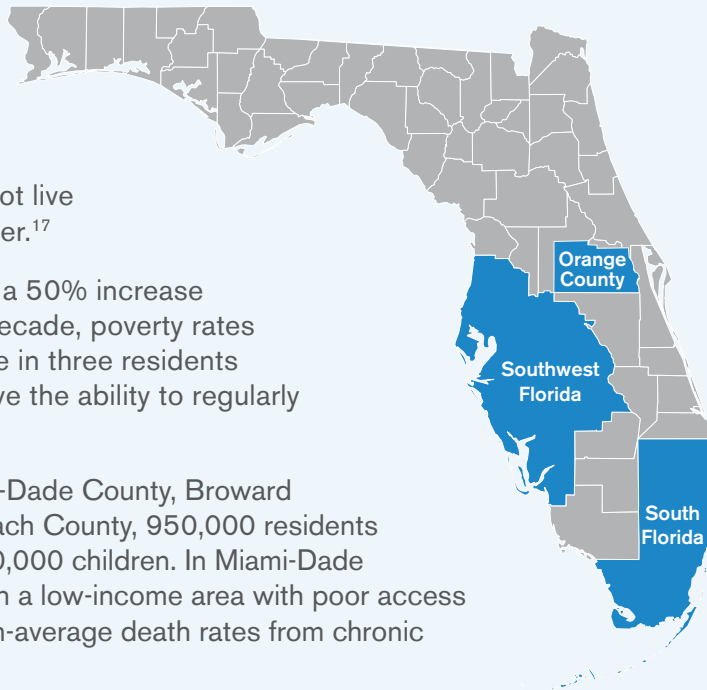 ot live
er.17
a 50% increase
ecade, poverty rates
e in three residents
ve the ability to regularly
-Dade County, Broward
ach County, 950,000 residents
0,000 children. In Miami-Dade
n a low-income area with poor access
n-average death rates from chronic
Orange
County
Southwest
Florida
South
Florida